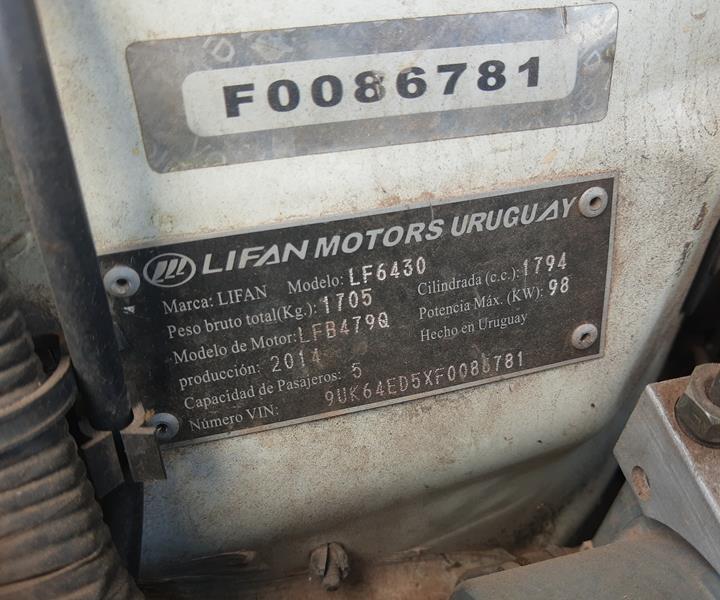 F0086781
LIFAN MOTORS URUGUAY
Marca: LIFAN Modelo: LF6430
Peso bruto total(Kg.): 1705 Cilindrada (c.c.): 1794
Modelo de Motor: LFB479Q Potencia Máx. (KW): 98
producción: 2014 Hecho en Uruguay
Capacidad de Pasajeros: 5
Número VIN: 9UK64ED5XF0086781